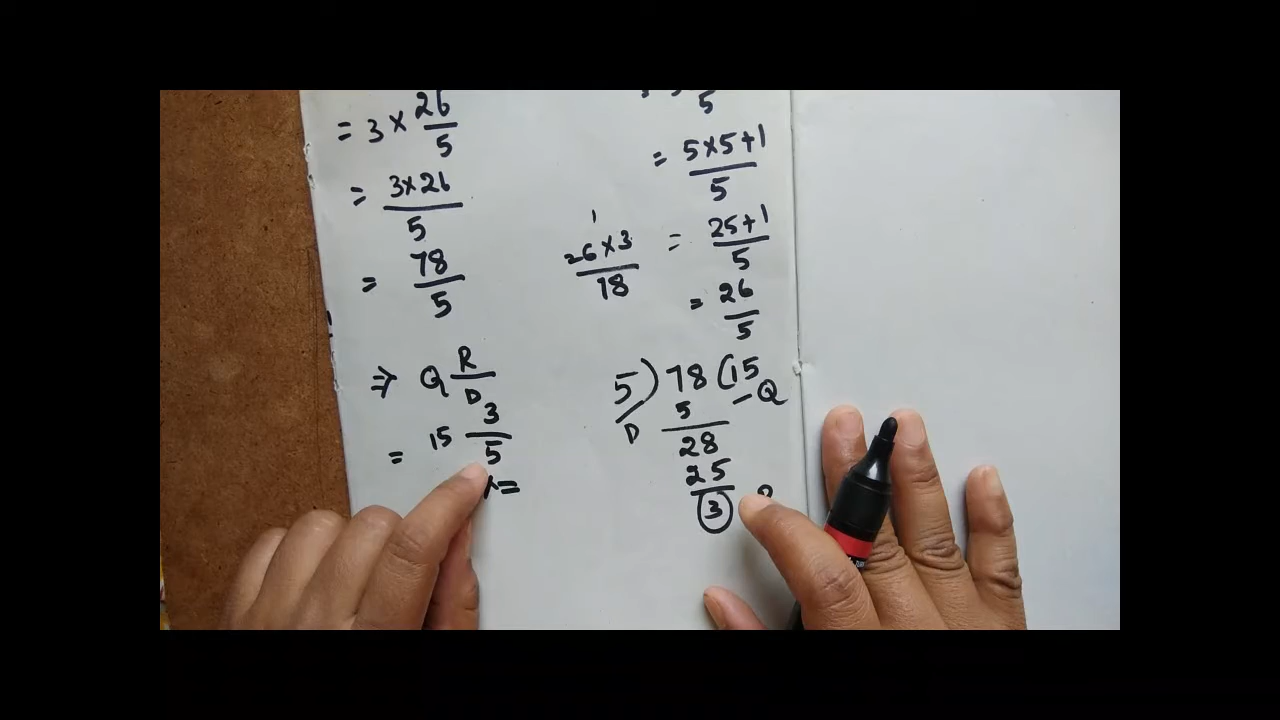 = 3 × 26/5
= 3×26/5
= 78/5
⇒ Q R/D
= 15 3/5
=
5
= 5×5+1/5
1
26×3
18
= 25+1/5
= 26/5
5) 78 (15
D
– Q
5
28
25
3